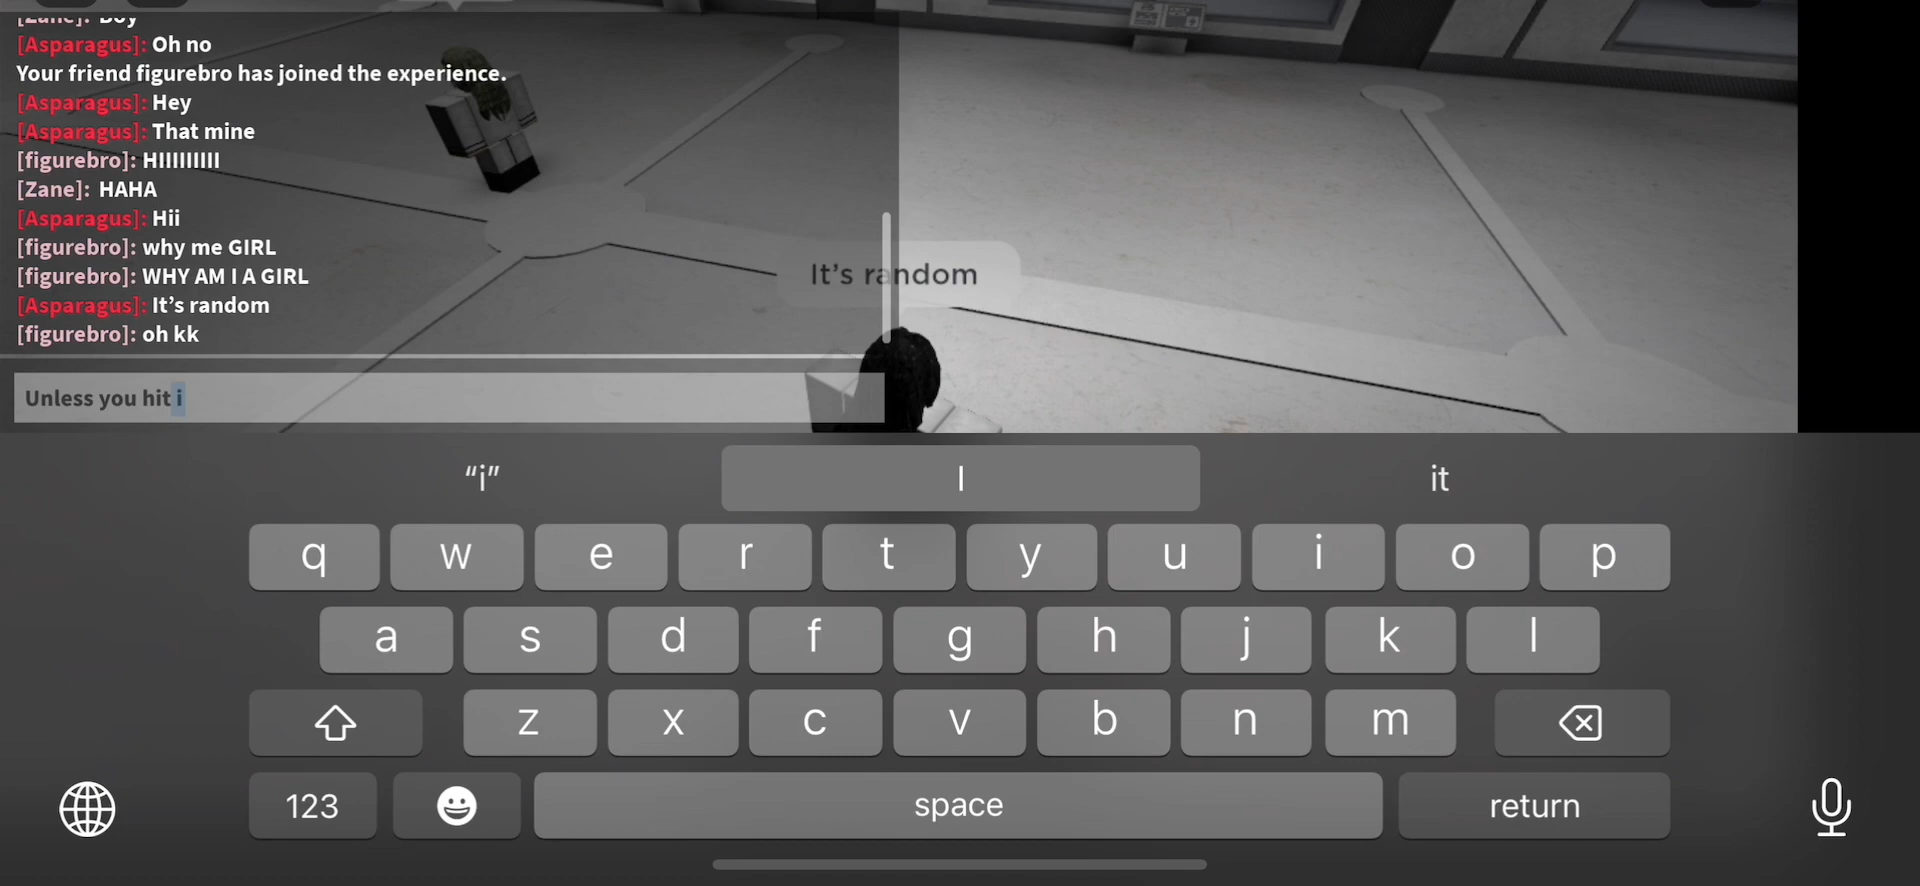 [Zane]: Boy
[Asparagus]: Oh no
Your friend figurebro has joined the experience.
[Asparagus]: Hey
[Asparagus]: That mine
[figurebro]: HIIIIIIIII
[Zane]: HAHA
[Asparagus]: Hii
[figurebro]: why me GIRL
[figurebro]: WHY AM I A GIRL
[Asparagus]: It’s random
[figurebro]: oh kk
It’s random
Unless you hit i
“i” I it
q w e r t y u i o p
a s d f g h j k l
z x c v b n m
123 space return